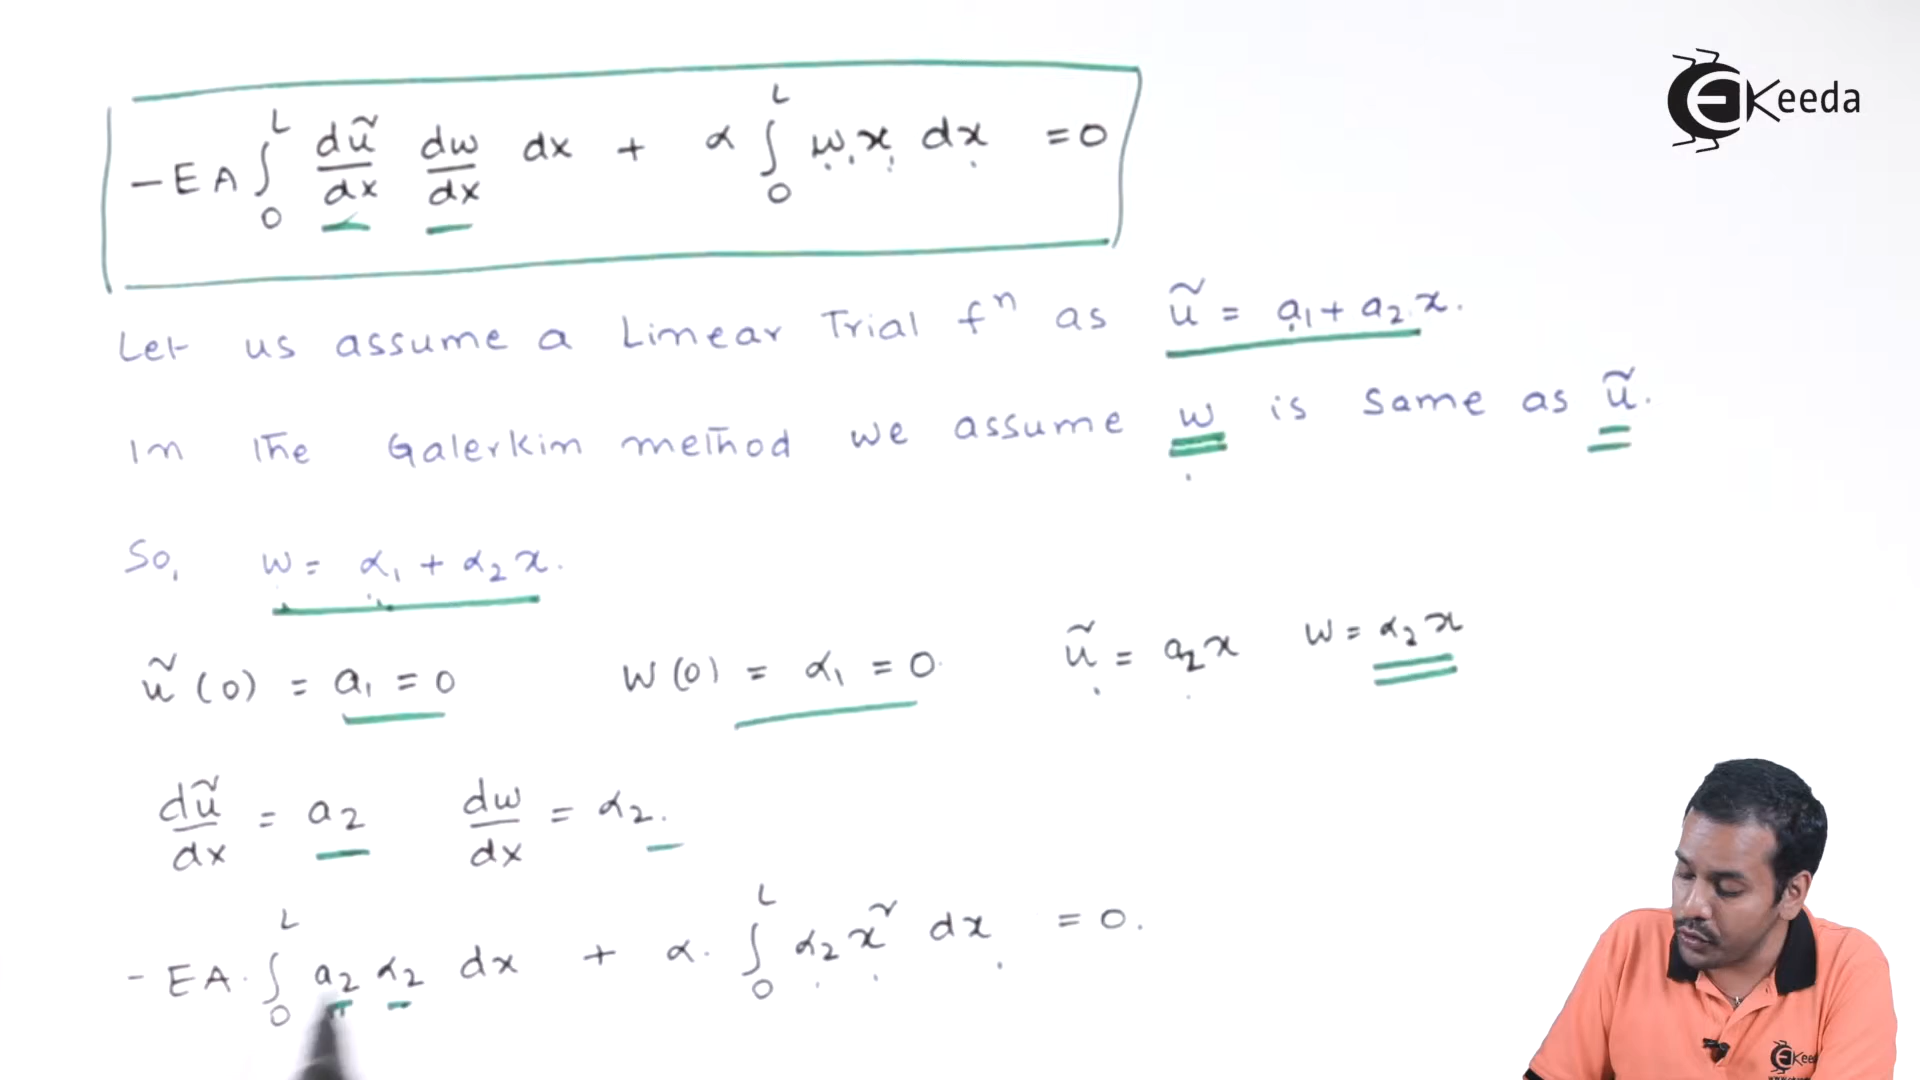 EKeeda
-EA ∫₀ᴸ dũ/dx dw/dx dx + α ∫₀ᴸ w x dx = 0
Let us assume a Linear Trial fⁿ as ũ = a₁ + a₂x.
In the Galerkin method we assume w is same as ũ.
So, w = α₁ + α₂x.
ũ(0) = a₁ = 0 w(0) = α₁ = 0 ũ = a₂x w = α₂x
dũ/dx = a₂ dw/dx = α₂.
-EA. ∫₀ᴸ a₂ α₂ dx + α. ∫₀ᴸ α₂ x² dx = 0.